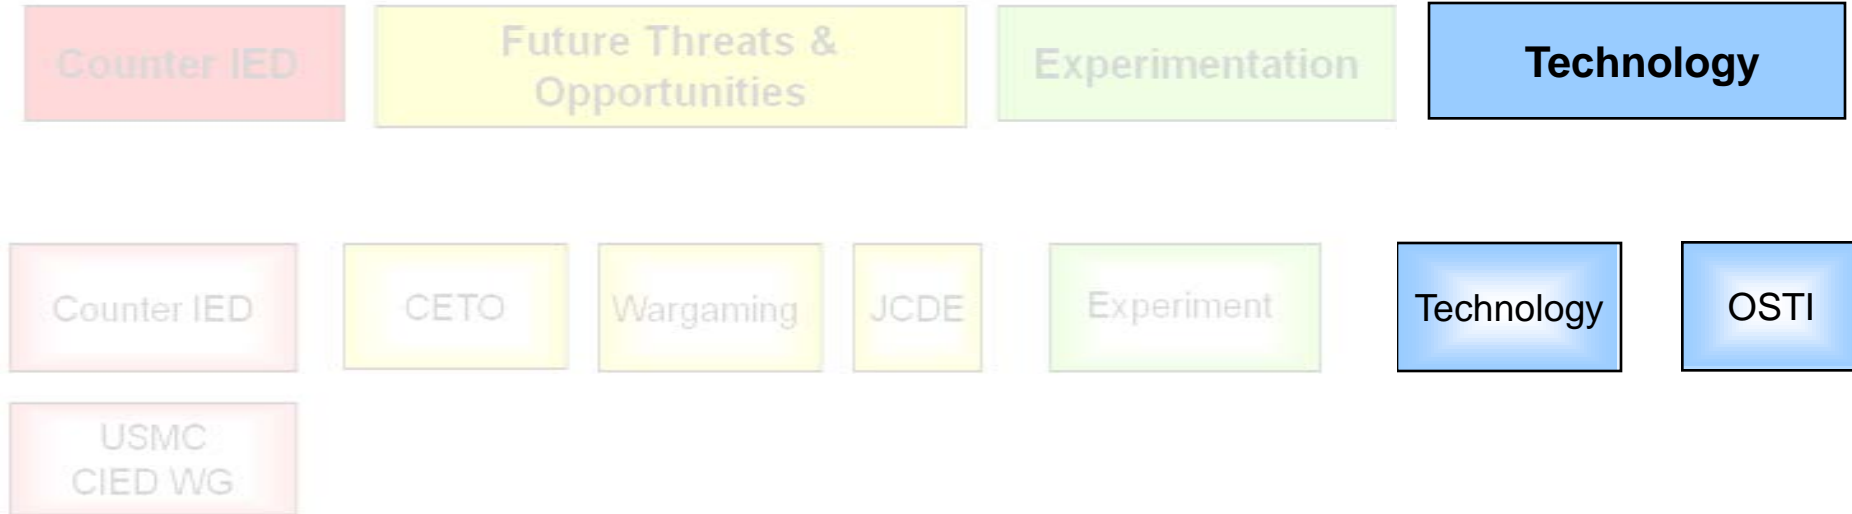 Counter IED
Future Threats &
Opportunities
Experimentation
Technology
Counter IED
CETO
Wargaming
JCDE
Experiment
Technology
OSTI
USMC
CIED WG